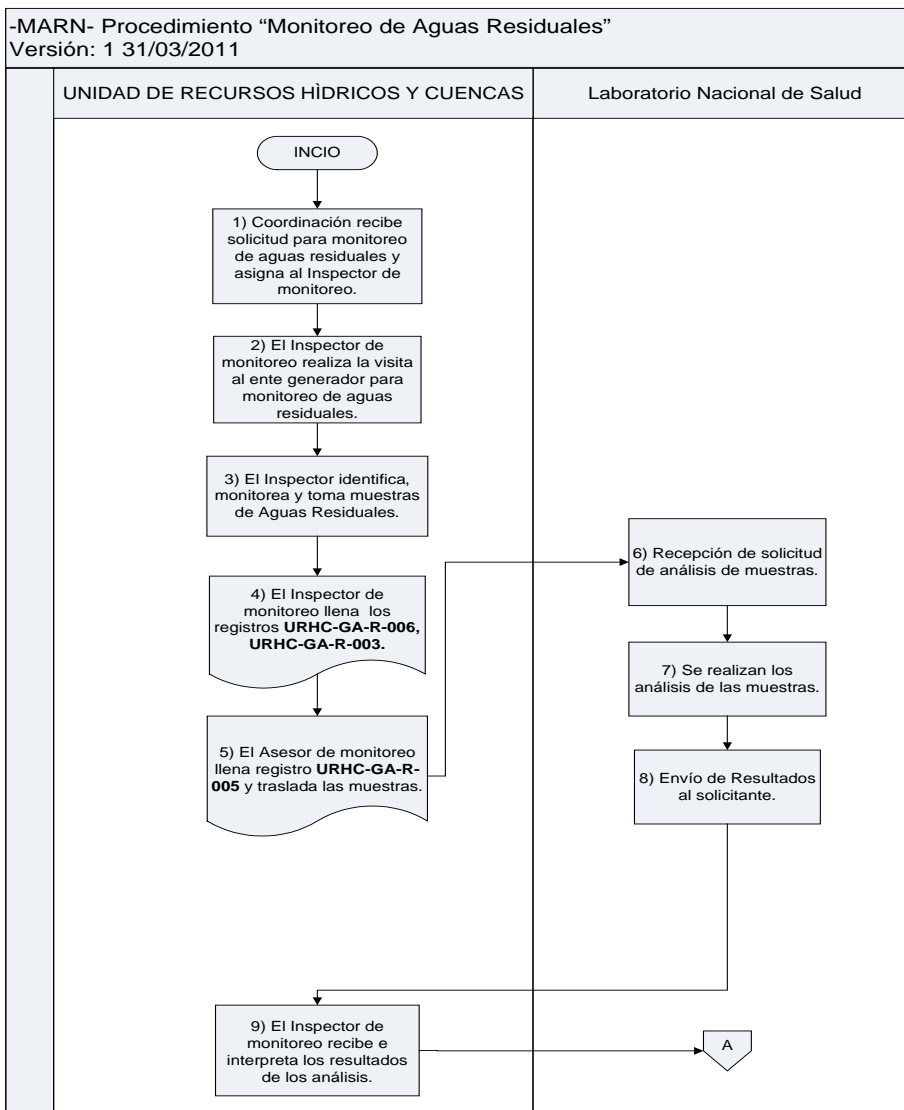 -MARN- Procedimiento “Monitoreo de Aguas Residuales”
Versión: 1 31/03/2011
UNIDAD DE RECURSOS HÌDRICOS Y CUENCAS
Laboratorio Nacional de Salud
INCIO
1) Coordinación recibe
solicitud para monitoreo
de aguas residuales y
asigna al Inspector de
monitoreo.
2) El Inspector de
monitoreo realiza la visita
al ente generador para
monitoreo de aguas
residuales.
3) El Inspector identifica,
monitorea y toma muestras
de Aguas Residuales.
4) El Inspector de
monitoreo llena los
registros URHC-GA-R-006,
URHC-GA-R-003.
5) El Asesor de monitoreo
llena registro URHC-GA-R-
005 y traslada las muestras.
6) Recepción de solicitud
de análisis de muestras.
7) Se realizan los
análisis de las muestras.
8) Envío de Resultados
al solicitante.
9) El Inspector de
monitoreo recibe e
interpreta los resultados
de los análisis.
A